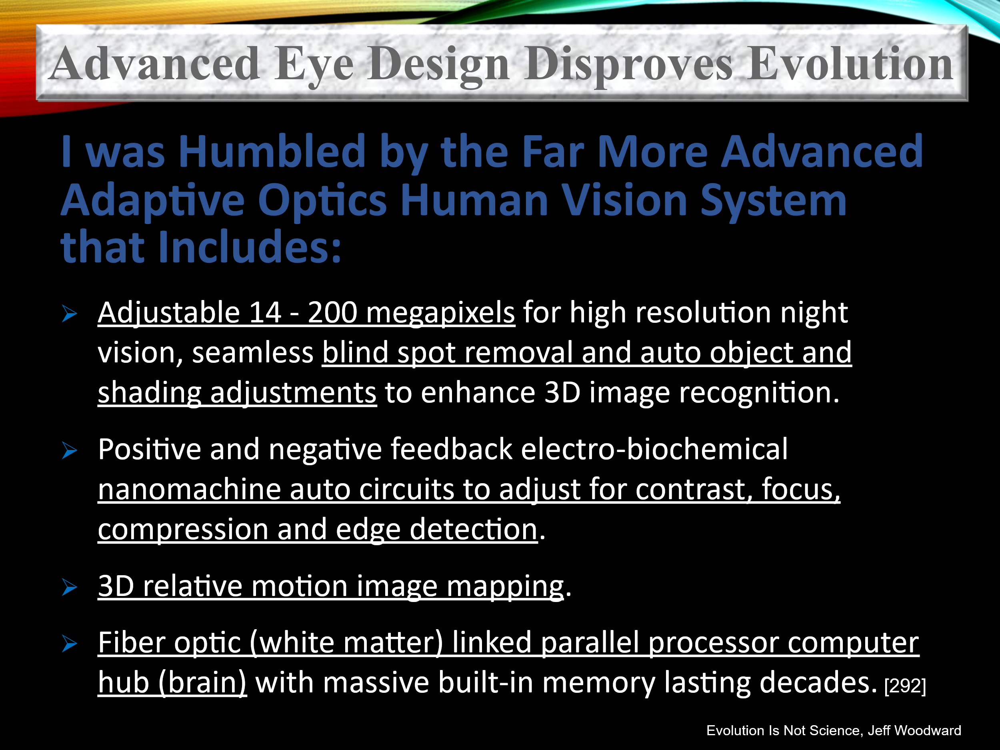 Advanced Eye Design Disproves Evolution
I was Humbled by the Far More Advanced
Adaptive Optics Human Vision System
that Includes:
Adjustable 14 - 200 megapixels for high resolution night
vision, seamless blind spot removal and auto object and
shading adjustments to enhance 3D image recognition.
Positive and negative feedback electro-biochemical
nanomachine auto circuits to adjust for contrast, focus,
compression and edge detection.
3D relative motion image mapping.
Fiber optic (white matter) linked parallel processor computer
hub (brain) with massive built-in memory lasting decades. [292]
Evolution Is Not Science, Jeff Woodward